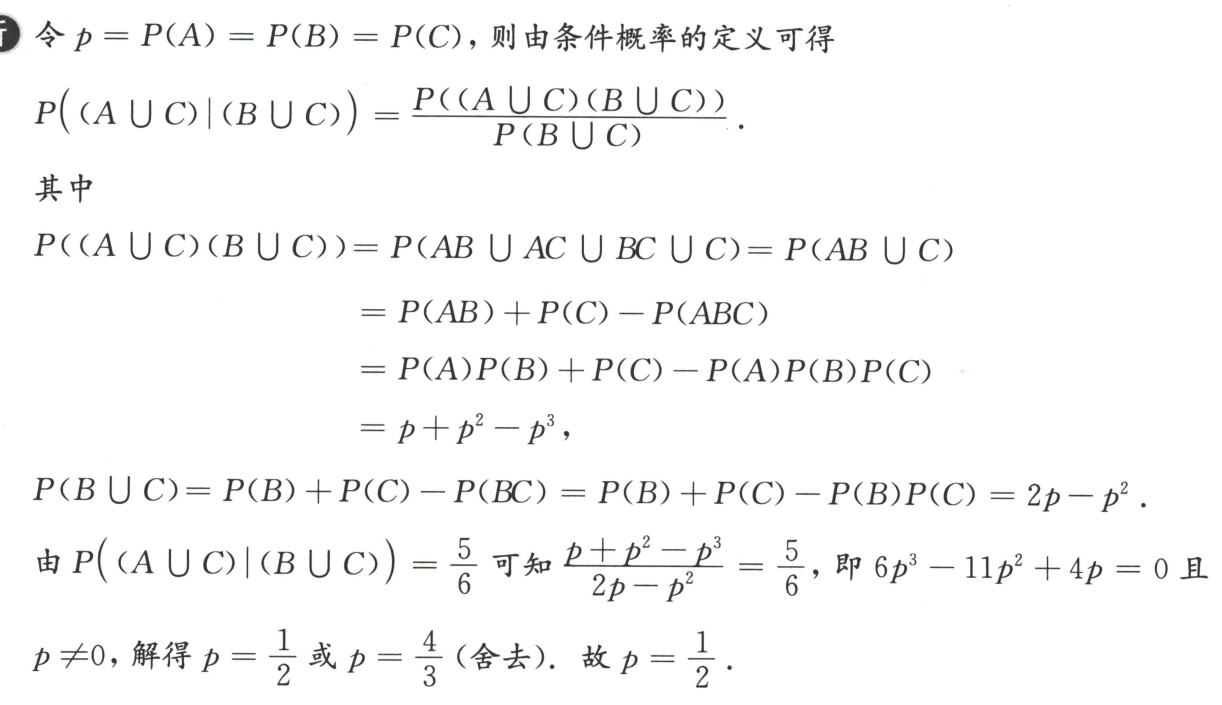 析 令 p = P(A) = P(B) = P(C), 则由条件概率的定义可得
P((A ∪ C)|(B ∪ C)) = P((A ∪ C)(B ∪ C)) / P(B ∪ C) .
其中
P((A ∪ C)(B ∪ C)) = P(AB ∪ AC ∪ BC ∪ C) = P(AB ∪ C)
= P(AB) + P(C) − P(ABC)
= P(A)P(B) + P(C) − P(A)P(B)P(C)
= p + p² − p³,
P(B ∪ C) = P(B) + P(C) − P(BC) = P(B) + P(C) − P(B)P(C) = 2p − p² .
由 P((A ∪ C)|(B ∪ C)) = 5/6 可知 (p + p² − p³)/(2p − p²) = 5/6, 即 6p³ − 11p² + 4p = 0 且
p ≠ 0, 解得 p = 1/2 或 p = 4/3 (舍去). 故 p = 1/2 .